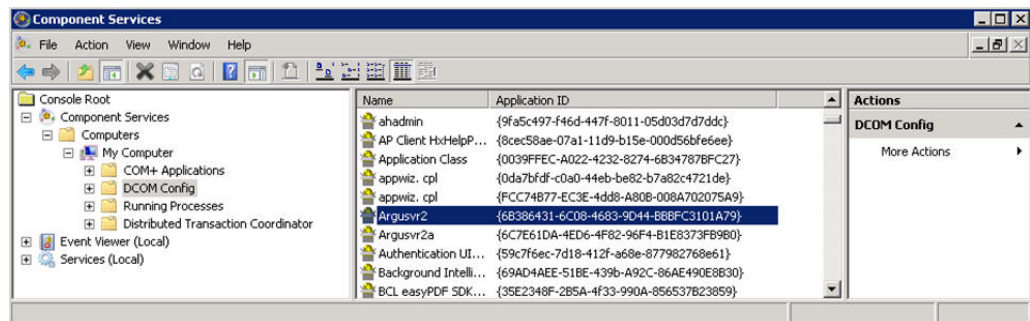 Component Services
File Action View Window Help
Console Root
Component Services
Computers
My Computer
COM+ Applications
DCOM Config
Running Processes
Distributed Transaction Coordinator
Event Viewer (Local)
Services (Local)
Name Application ID
ahadmin {9fa5c497-f46d-447f-8011-05d03d7d7ddc}
AP Client HxHelpP... {8cec58ae-07a1-11d9-b15e-000d56bfe6ee}
Application Class {0039FFEC-A022-4232-8274-6B34787BFC27}
appwiz. cpl {0da7bfdf-c0a0-44eb-be82-b7a82c4721de}
appwiz. cpl {FCC74B77-EC3E-4dd8-A80B-008A702075A9}
Argusvr2 {6B386431-6C08-4683-9D44-BBBFC3101A79}
Argusvr2a {6C7E61DA-4ED6-4F82-96F4-B1E8373FB9B0}
Authentication UI... {59c7f6ec-7d18-412f-a68e-877982768e61}
Background Intelli... {69AD4AEE-51BE-439b-A92C-86AE490E8B30}
BCL easyPDF SDK... {35E2348F-2B5A-4f33-990A-856537B23859}
Actions
DCOM Config
More Actions